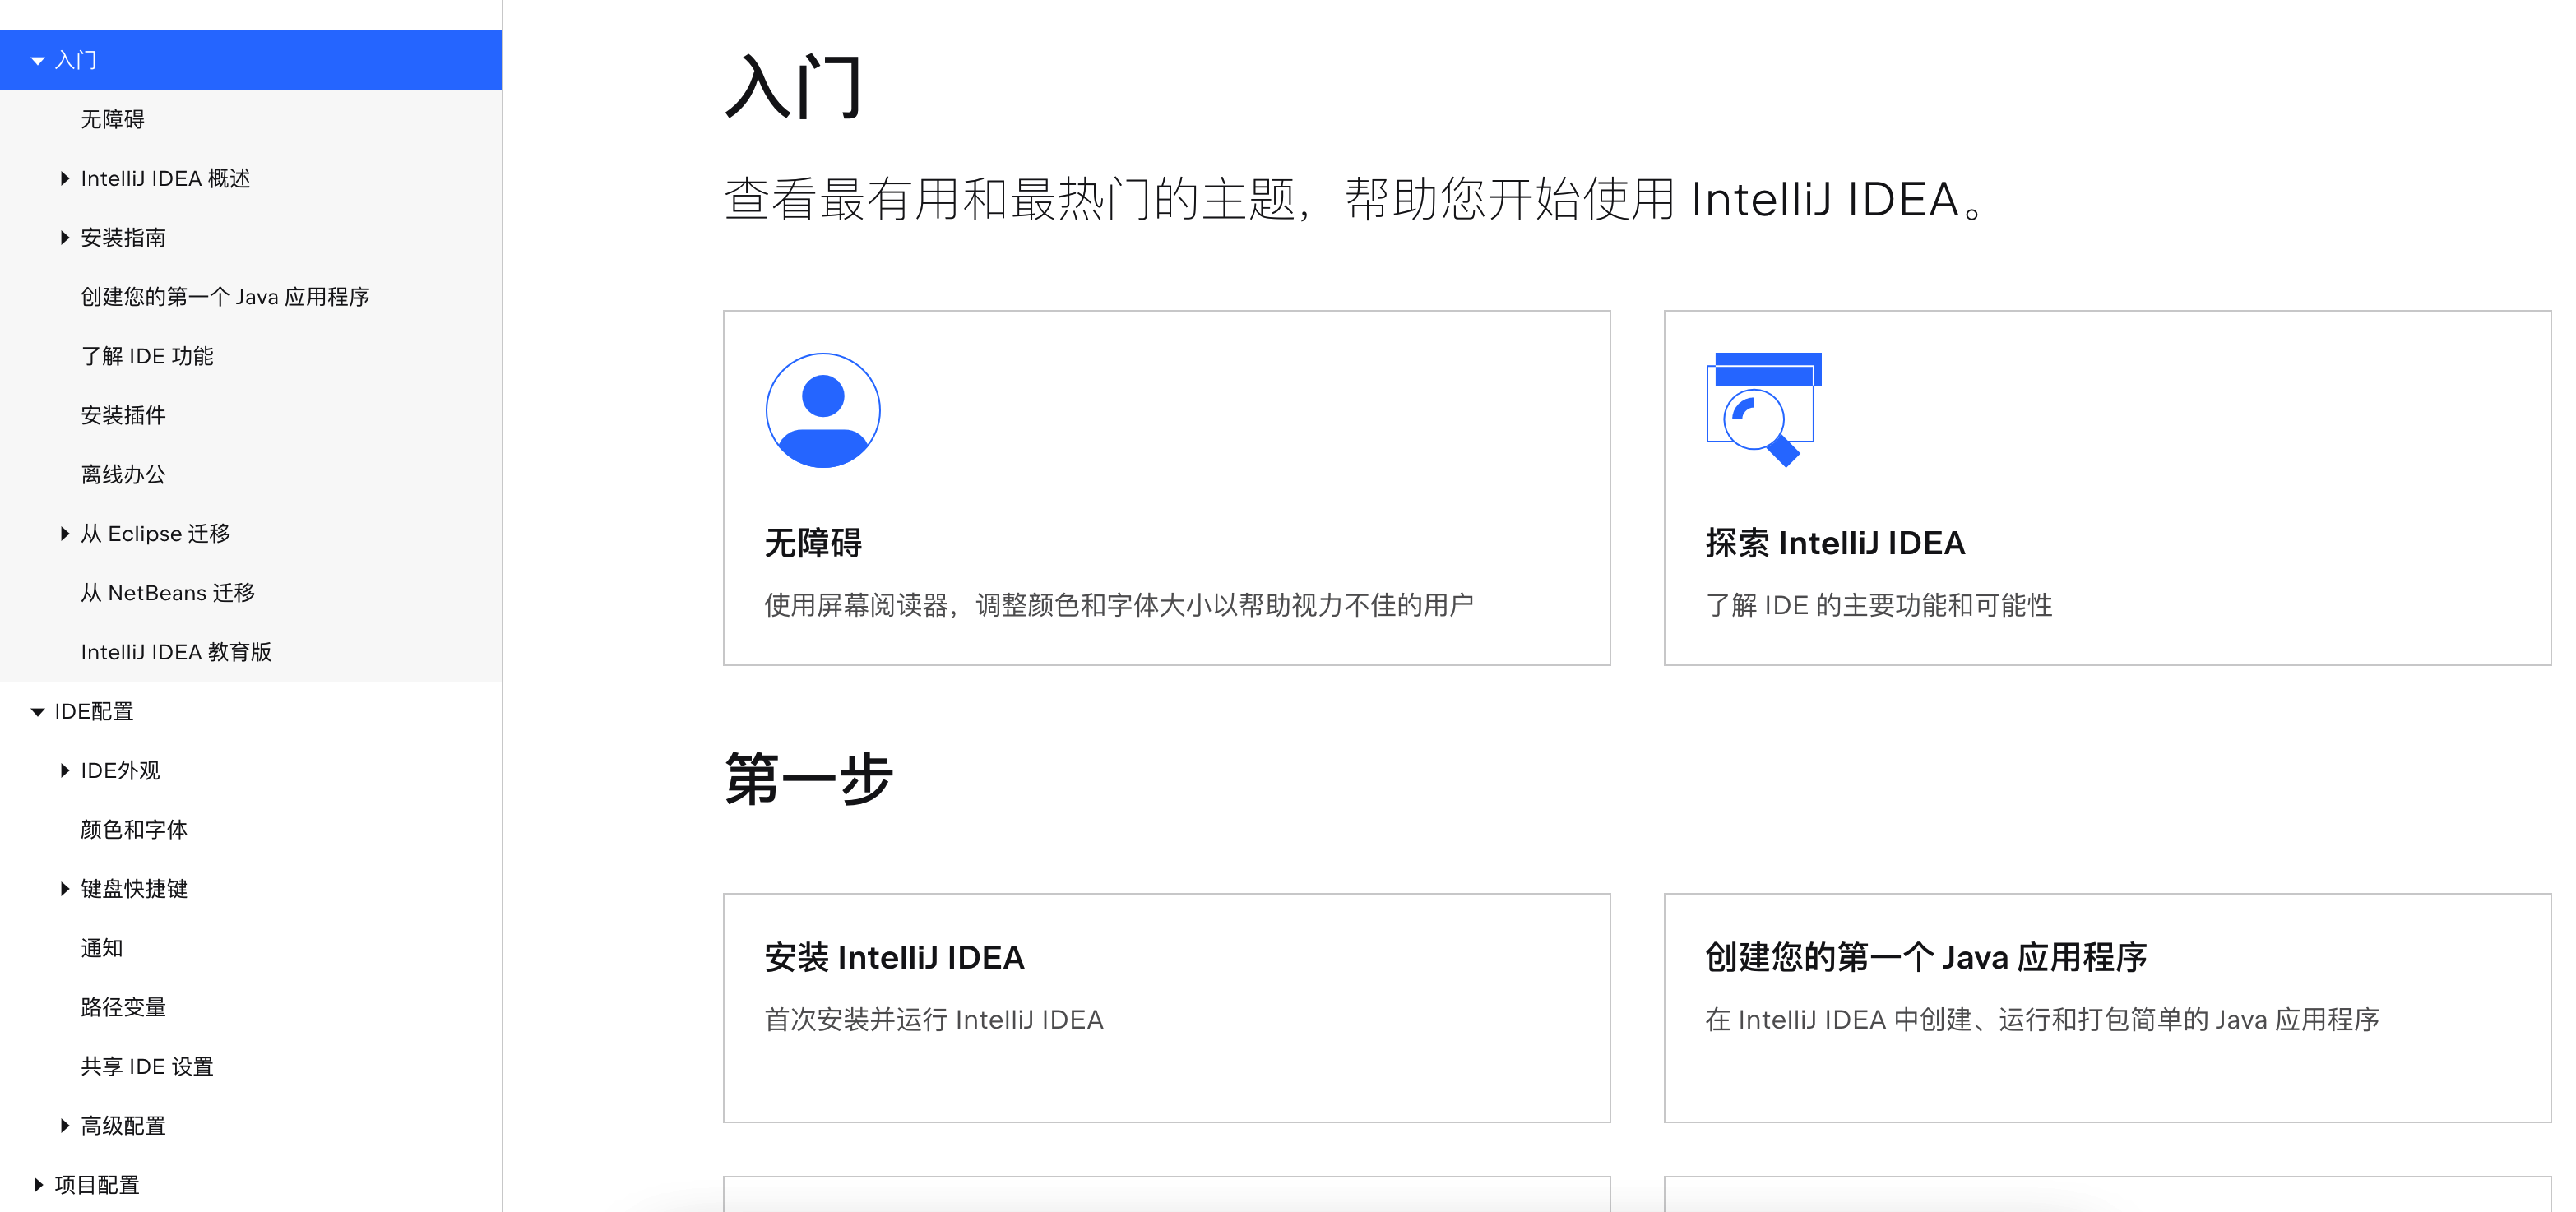 入门
无障碍
IntelliJ IDEA 概述
安装指南
创建您的第一个 Java 应用程序
了解 IDE 功能
安装插件
离线办公
从 Eclipse 迁移
从 NetBeans 迁移
IntelliJ IDEA 教育版
IDE配置
IDE外观
颜色和字体
键盘快捷键
通知
路径变量
共享 IDE 设置
高级配置
项目配置
入门
查看最有用和最热门的主题，帮助您开始使用 IntelliJ IDEA。
无障碍
使用屏幕阅读器，调整颜色和字体大小以帮助视力不佳的用户
探索 IntelliJ IDEA
了解 IDE 的主要功能和可能性
第一步
安装 IntelliJ IDEA
首次安装并运行 IntelliJ IDEA
创建您的第一个 Java 应用程序
在 IntelliJ IDEA 中创建、运行和打包简单的 Java 应用程序